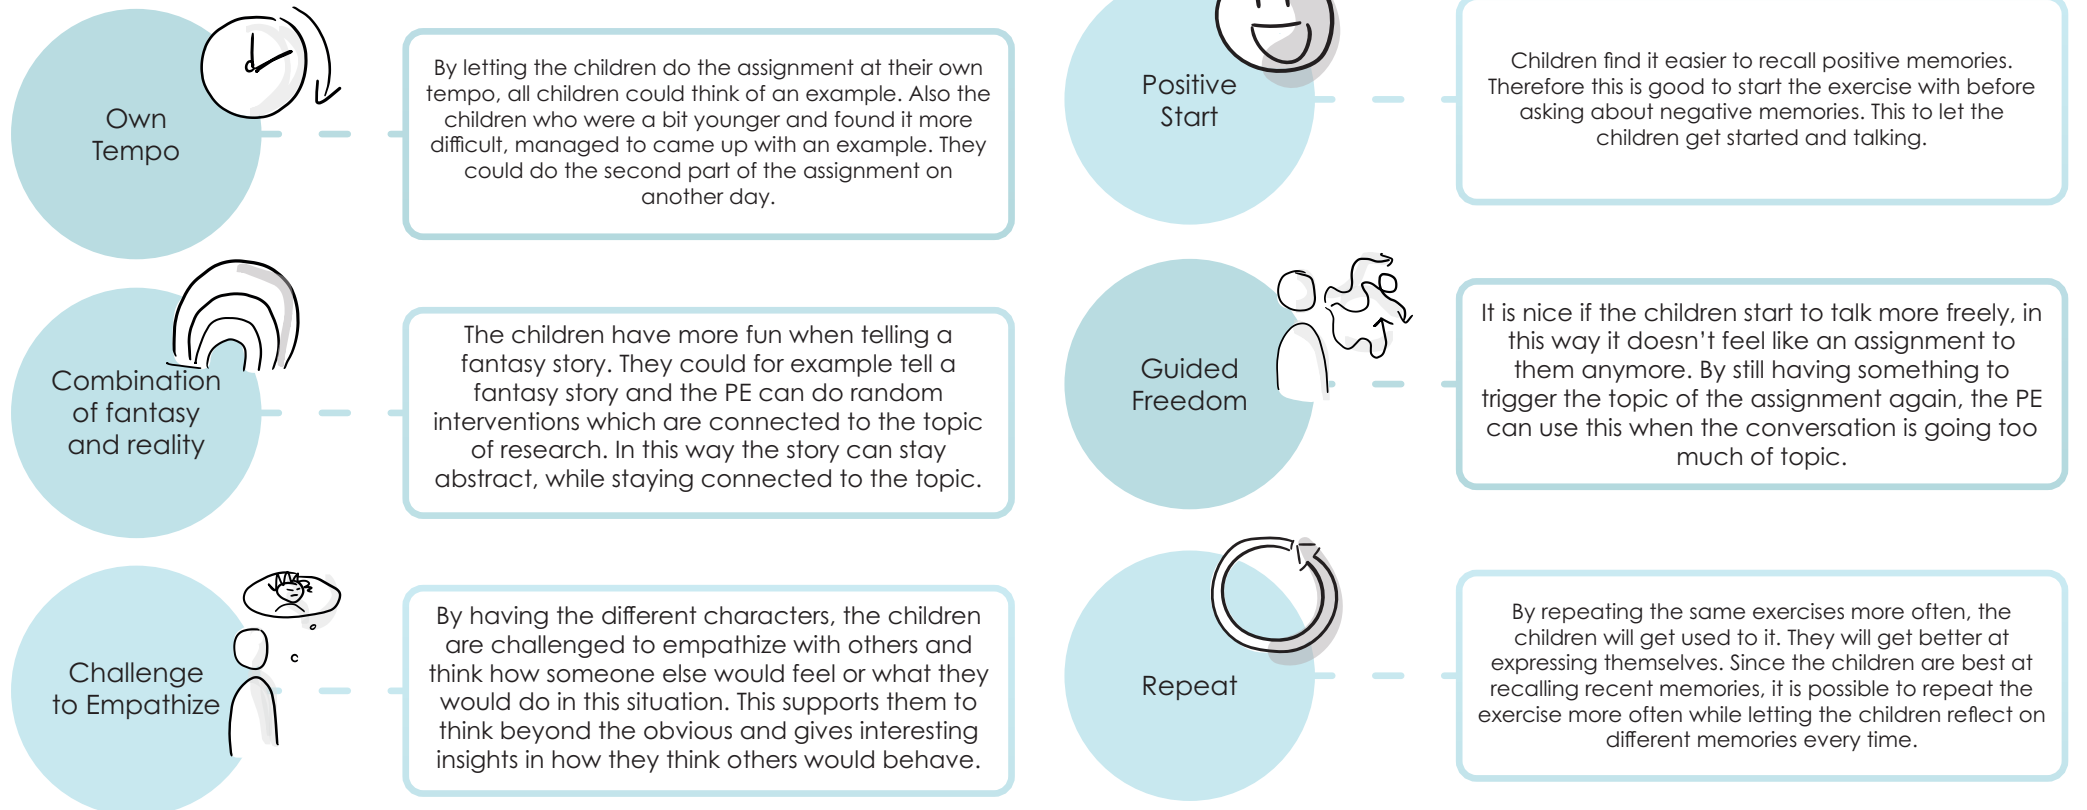 Own
Tempo
By letting the children do the assignment at their own
tempo, all children could think of an example. Also the
children who were a bit younger and found it more
difficult, managed to came up with an example. They
could do the second part of the assignment on
another day.
Combination
of fantasy
and reality
The children have more fun when telling a
fantasy story. They could for example tell a
fantasy story and the PE can do random
interventions which are connected to the topic
of research. In this way the story can stay
abstract, while staying connected to the topic.
Challenge
to Empathize
By having the different characters, the children
are challenged to empathize with others and
think how someone else would feel or what they
would do in this situation. This supports them to
think beyond the obvious and gives interesting
insights in how they think others would behave.
Positive
Start
Children find it easier to recall positive memories.
Therefore this is good to start the exercise with before
asking about negative memories. This to let the
children get started and talking.
Guided
Freedom
It is nice if the children start to talk more freely, in
this way it doesn't feel like an assignment to
them anymore. By still having something to
trigger the topic of the assignment again, the PE
can use this when the conversation is going too
much of topic.
Repeat
By repeating the same exercises more often, the
children will get used to it. They will get better at
expressing themselves. Since the children are best at
recalling recent memories, it is possible to repeat the
exercise more often while letting the children reflect on
different memories every time.